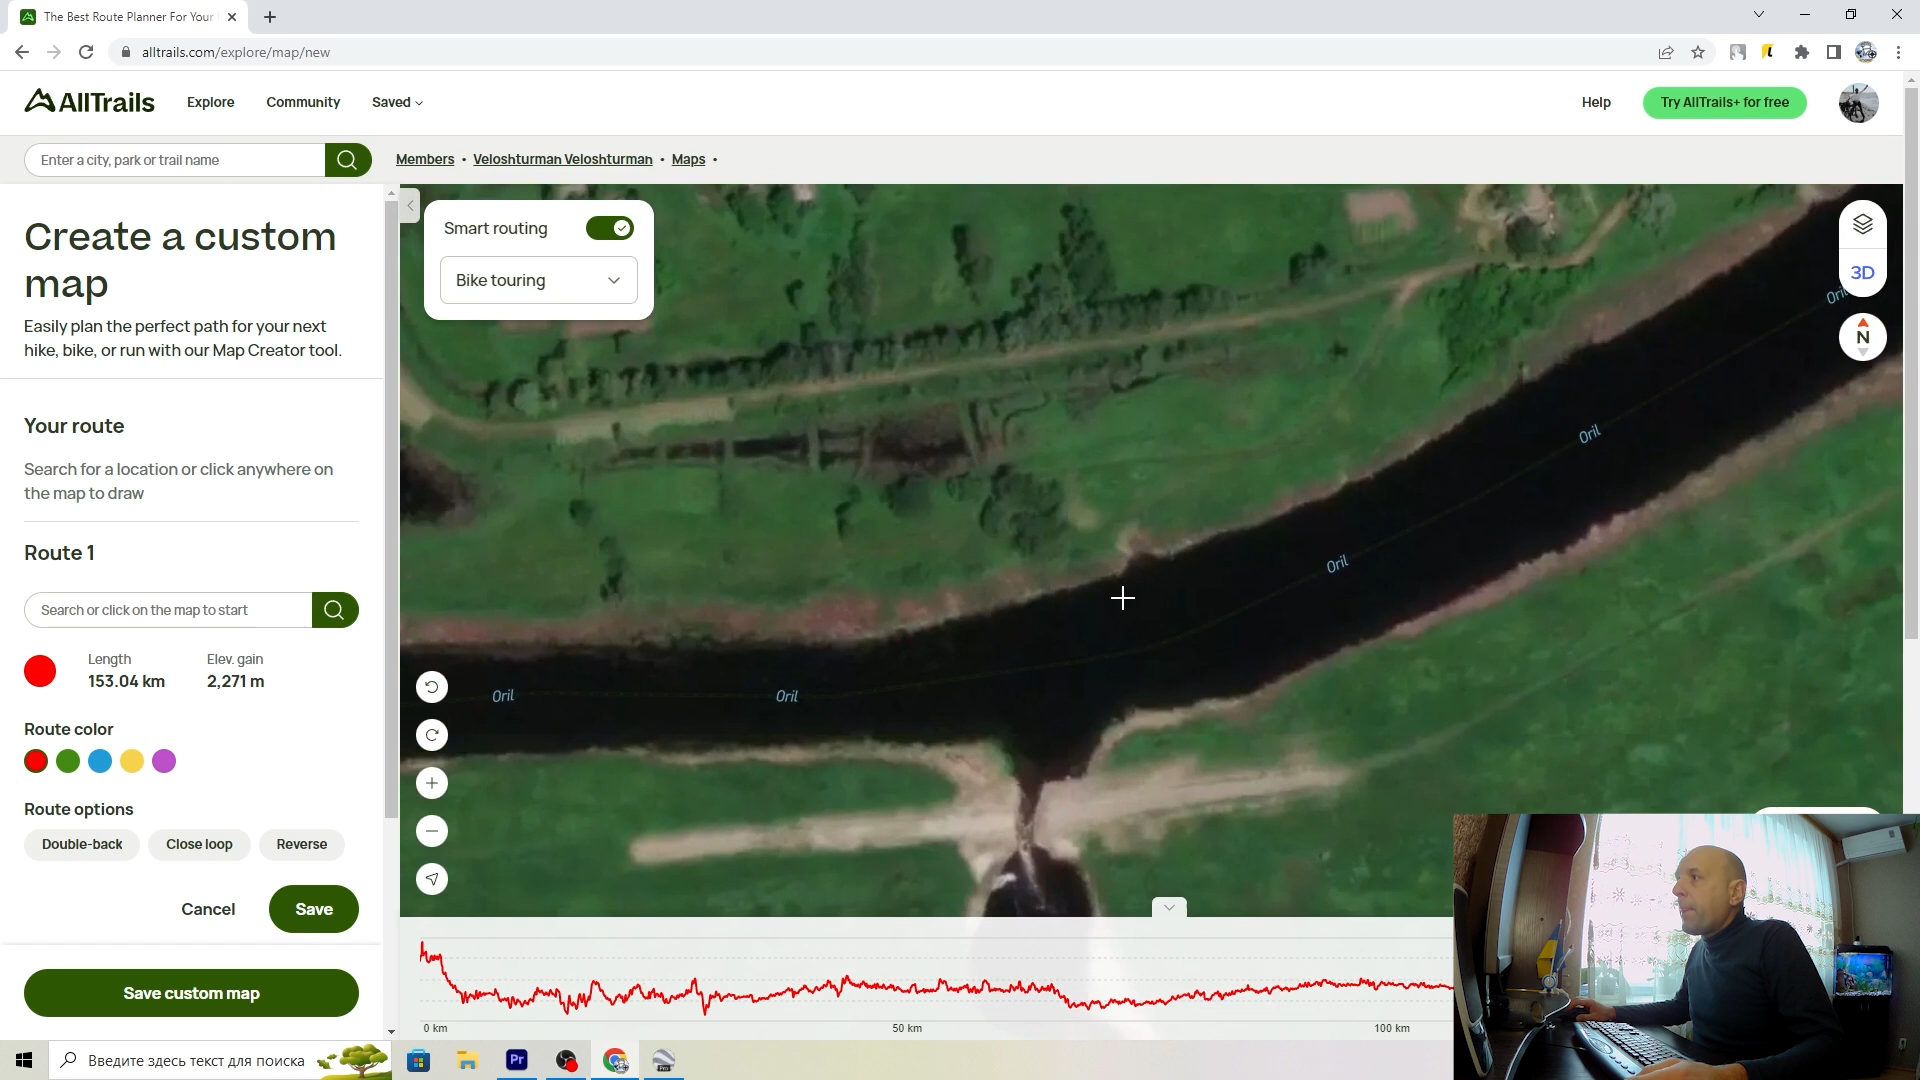 The Best Route Planner For Your
alltrails.com/explore/map/new
AllTrails
Explore
Community
Saved
Help
Try AllTrails+ for free
Enter a city, park or trail name
Members • Veloshturman Veloshturman • Maps •
Create a custom
map
Easily plan the perfect path for your next
hike, bike, or run with our Map Creator tool.
Your route
Search for a location or click anywhere on
the map to draw
Route 1
Search or click on the map to start
Length
153.04 km
Elev. gain
2,271 m
Route color
Route options
Double-back
Close loop
Reverse
Cancel
Save
Save custom map
Smart routing
Bike touring
3D
N
Oril
Oril
Oril
Oril
Oril
0 km
50 km
100 km
Введите здесь текст для поиска
Pr